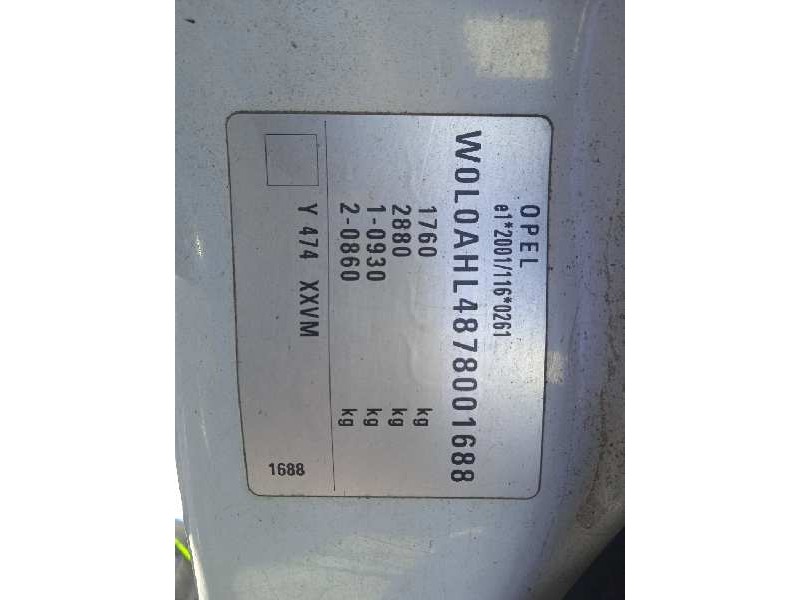 OPEL
e1*2001/116*0261
W0L0AHL4878001688
1760 kg
2880 kg
1-0930 kg
2-0860 kg
Y 474 XXVM
1688